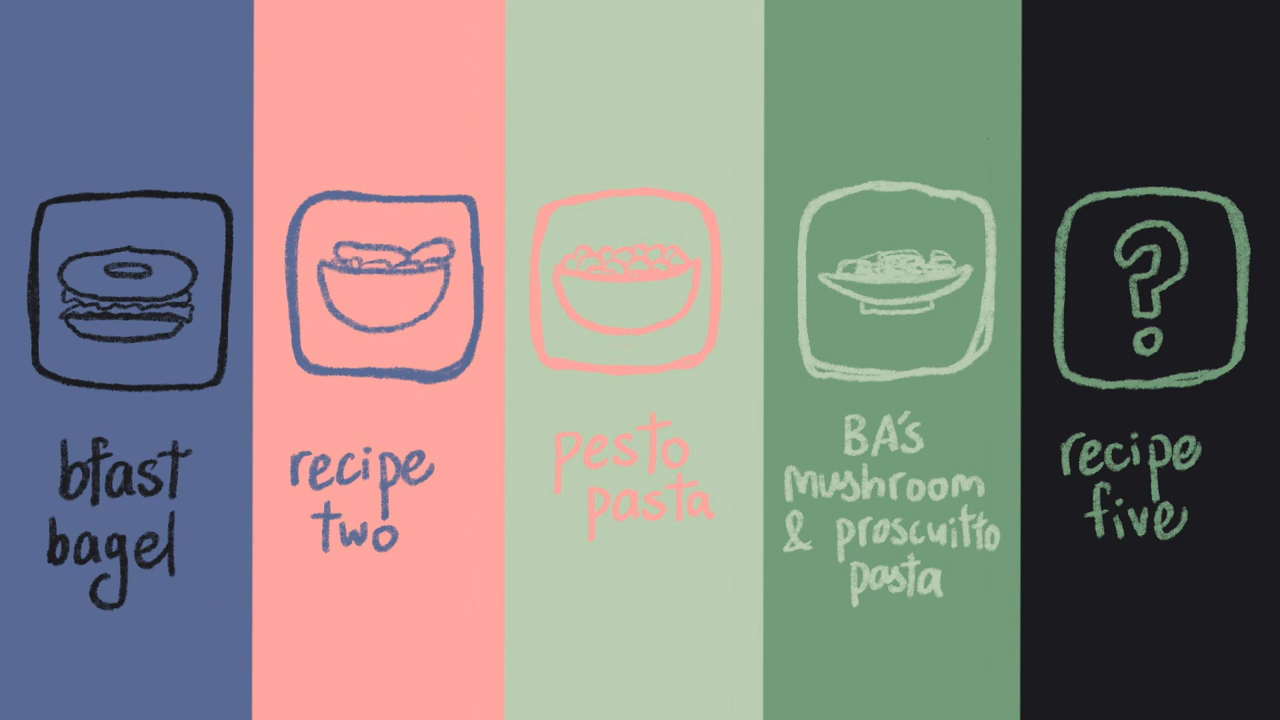 bfast
bagel
recipe
two
pesto
pasta
BA's
mushroom
& proscuitto
pasta
?
recipe
five